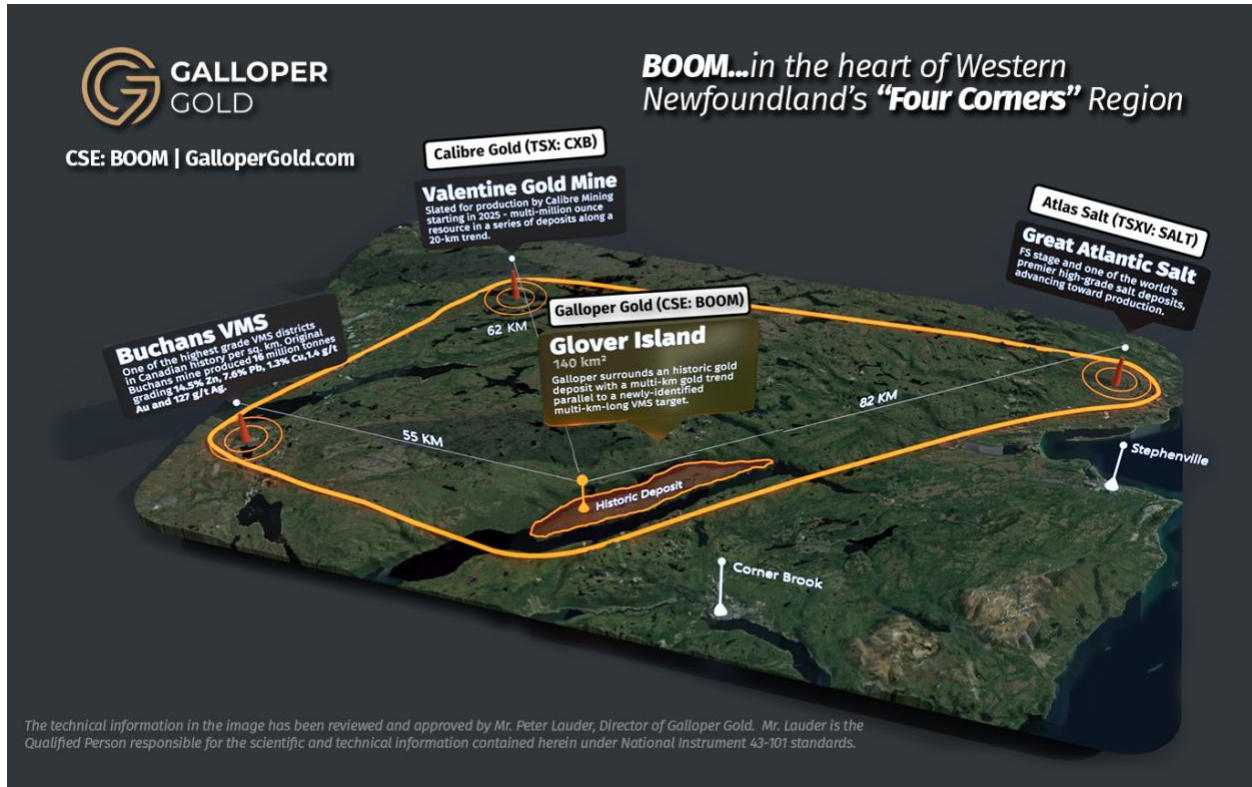 GALLOPER
GOLD
CSE: BOOM | GalloperGold.com
BOOM...in the heart of Western
Newfoundland's "Four Corners" Region
Calibre Gold (TSX: CXB)
Valentine Gold Mine
Slated for production by Calibre Mining
starting in 2025 - multi-million ounce
resource in a series of deposits along a
20-km trend.
Atlas Salt (TSXV: SALT)
Great Atlantic Salt
FS stage and one of the world's
premier high-grade salt deposits,
advancing toward production.
Buchans VMS
One of the highest grade VMS districts
in Canadian history per sq. km. Original
Buchans mine produced 16 million tonnes
grading 14.5% Zn, 7.6% Pb, 1.3% Cu, 1.4 g/t
Au and 127 g/t Ag.
Galloper Gold (CSE: BOOM)
Glover Island
140 km²
Galloper surrounds an historic gold
deposit with a multi-km gold trend
parallel to a newly-identified
multi-km-long VMS target.
62 KM
55 KM
82 KM
Historic Deposit
Stephenville
Corner Brook
The technical information in the image has been reviewed and approved by Mr. Peter Lauder, Director of Galloper Gold. Mr. Lauder is the
Qualified Person responsible for the scientific and technical information contained herein under National Instrument 43-101 standards.